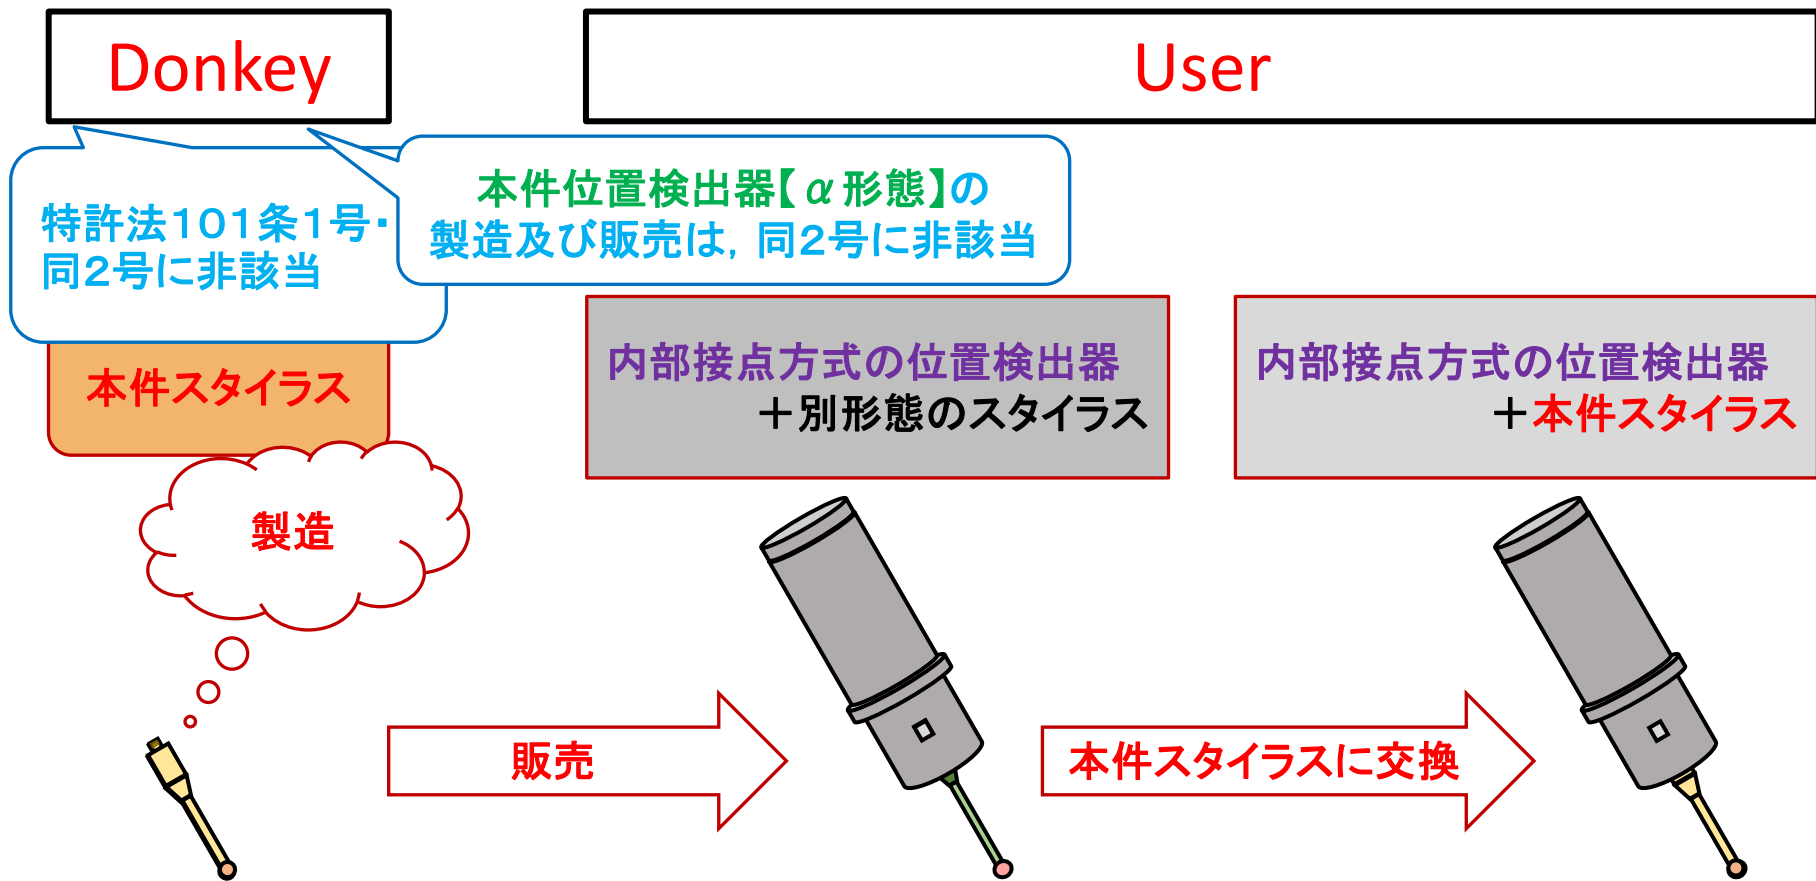 Donkey
User
特許法101条1号・
同2号に非該当
本件位置検出器【α形態】の
製造及び販売は，同2号に非該当
本件スタイラス
製造
内部接点方式の位置検出器
＋別形態のスタイラス
内部接点方式の位置検出器
＋本件スタイラス
販売
本件スタイラスに交換